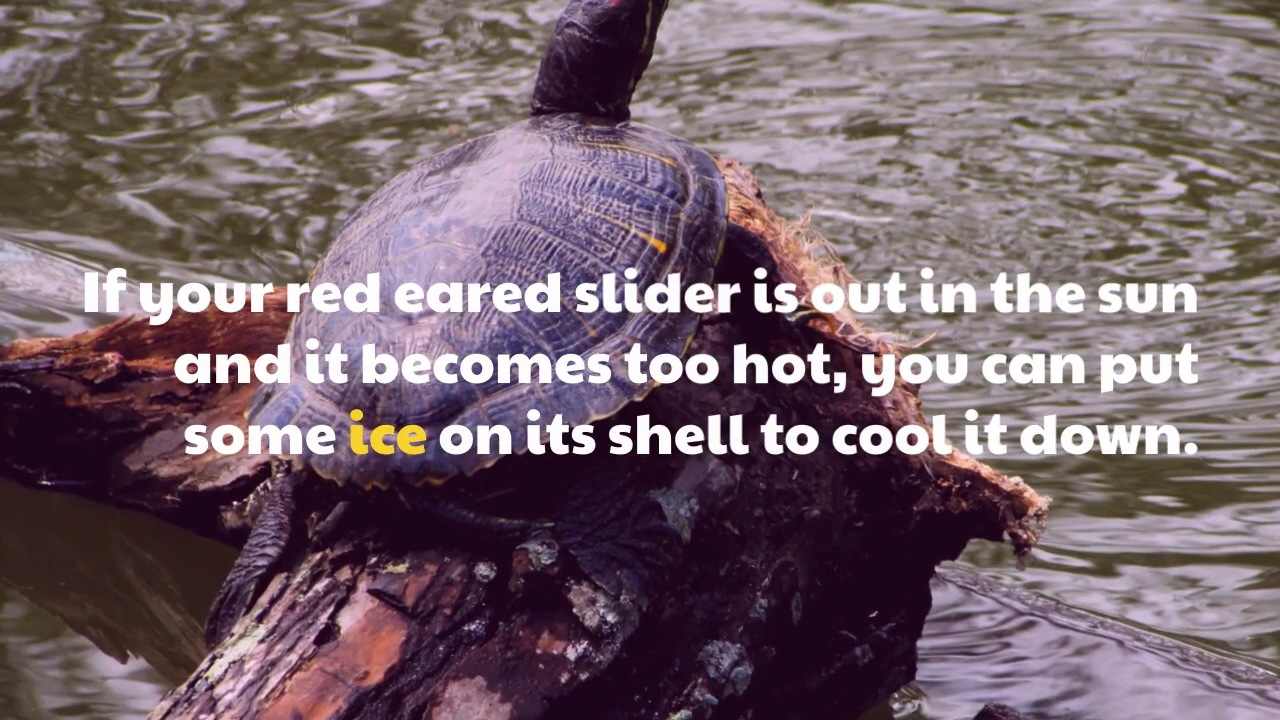 If your red eared slider is out in the sun
and it becomes too hot, you can put
some ice on its shell to cool it down.